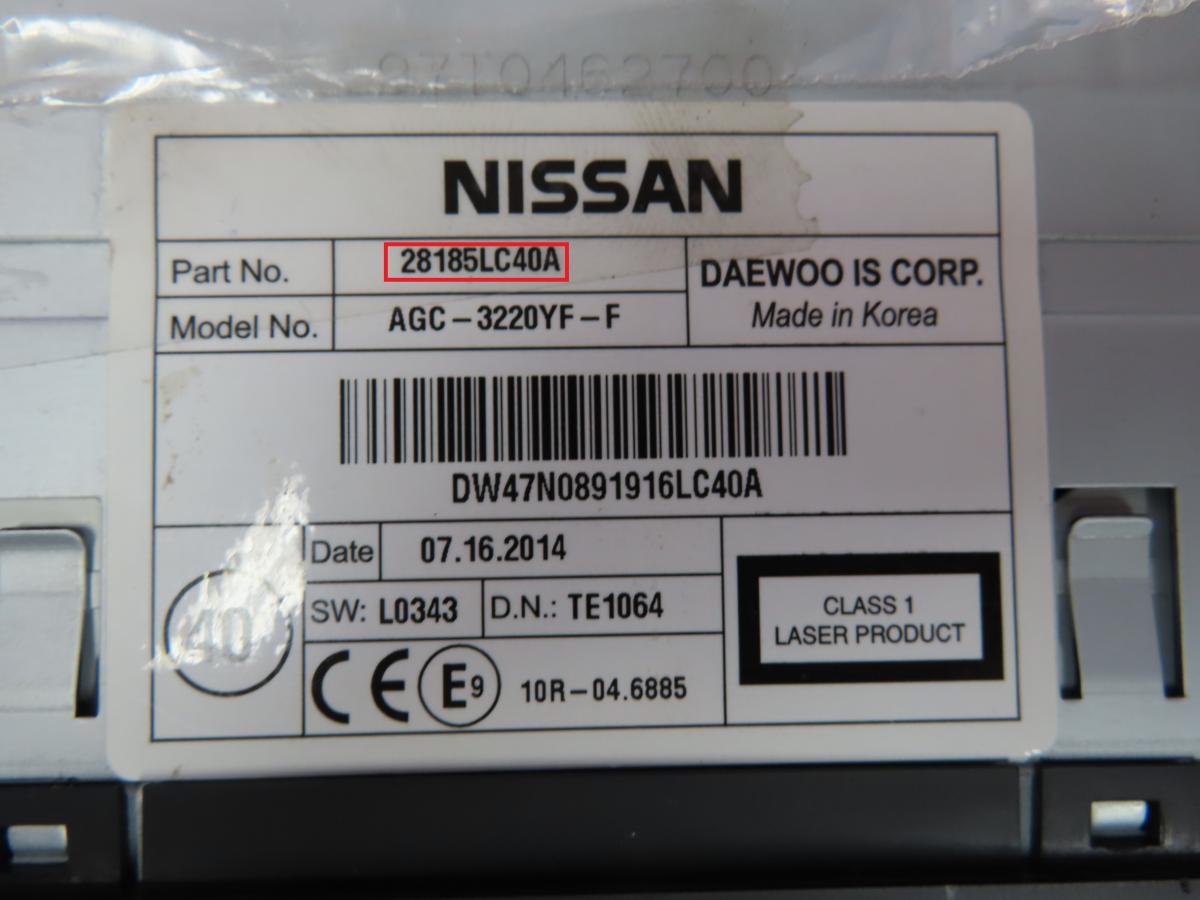 97T0462700
NISSAN
Part No. 28185LC40A
DAEWOO IS CORP.
Made in Korea
Model No. AGC-3220YF-F
DW47N0891916LC40A
40
Date 07.16.2014
SW: L0343 D.N.: TE1064
CE E9 10R-04.6885
CLASS 1
LASER PRODUCT